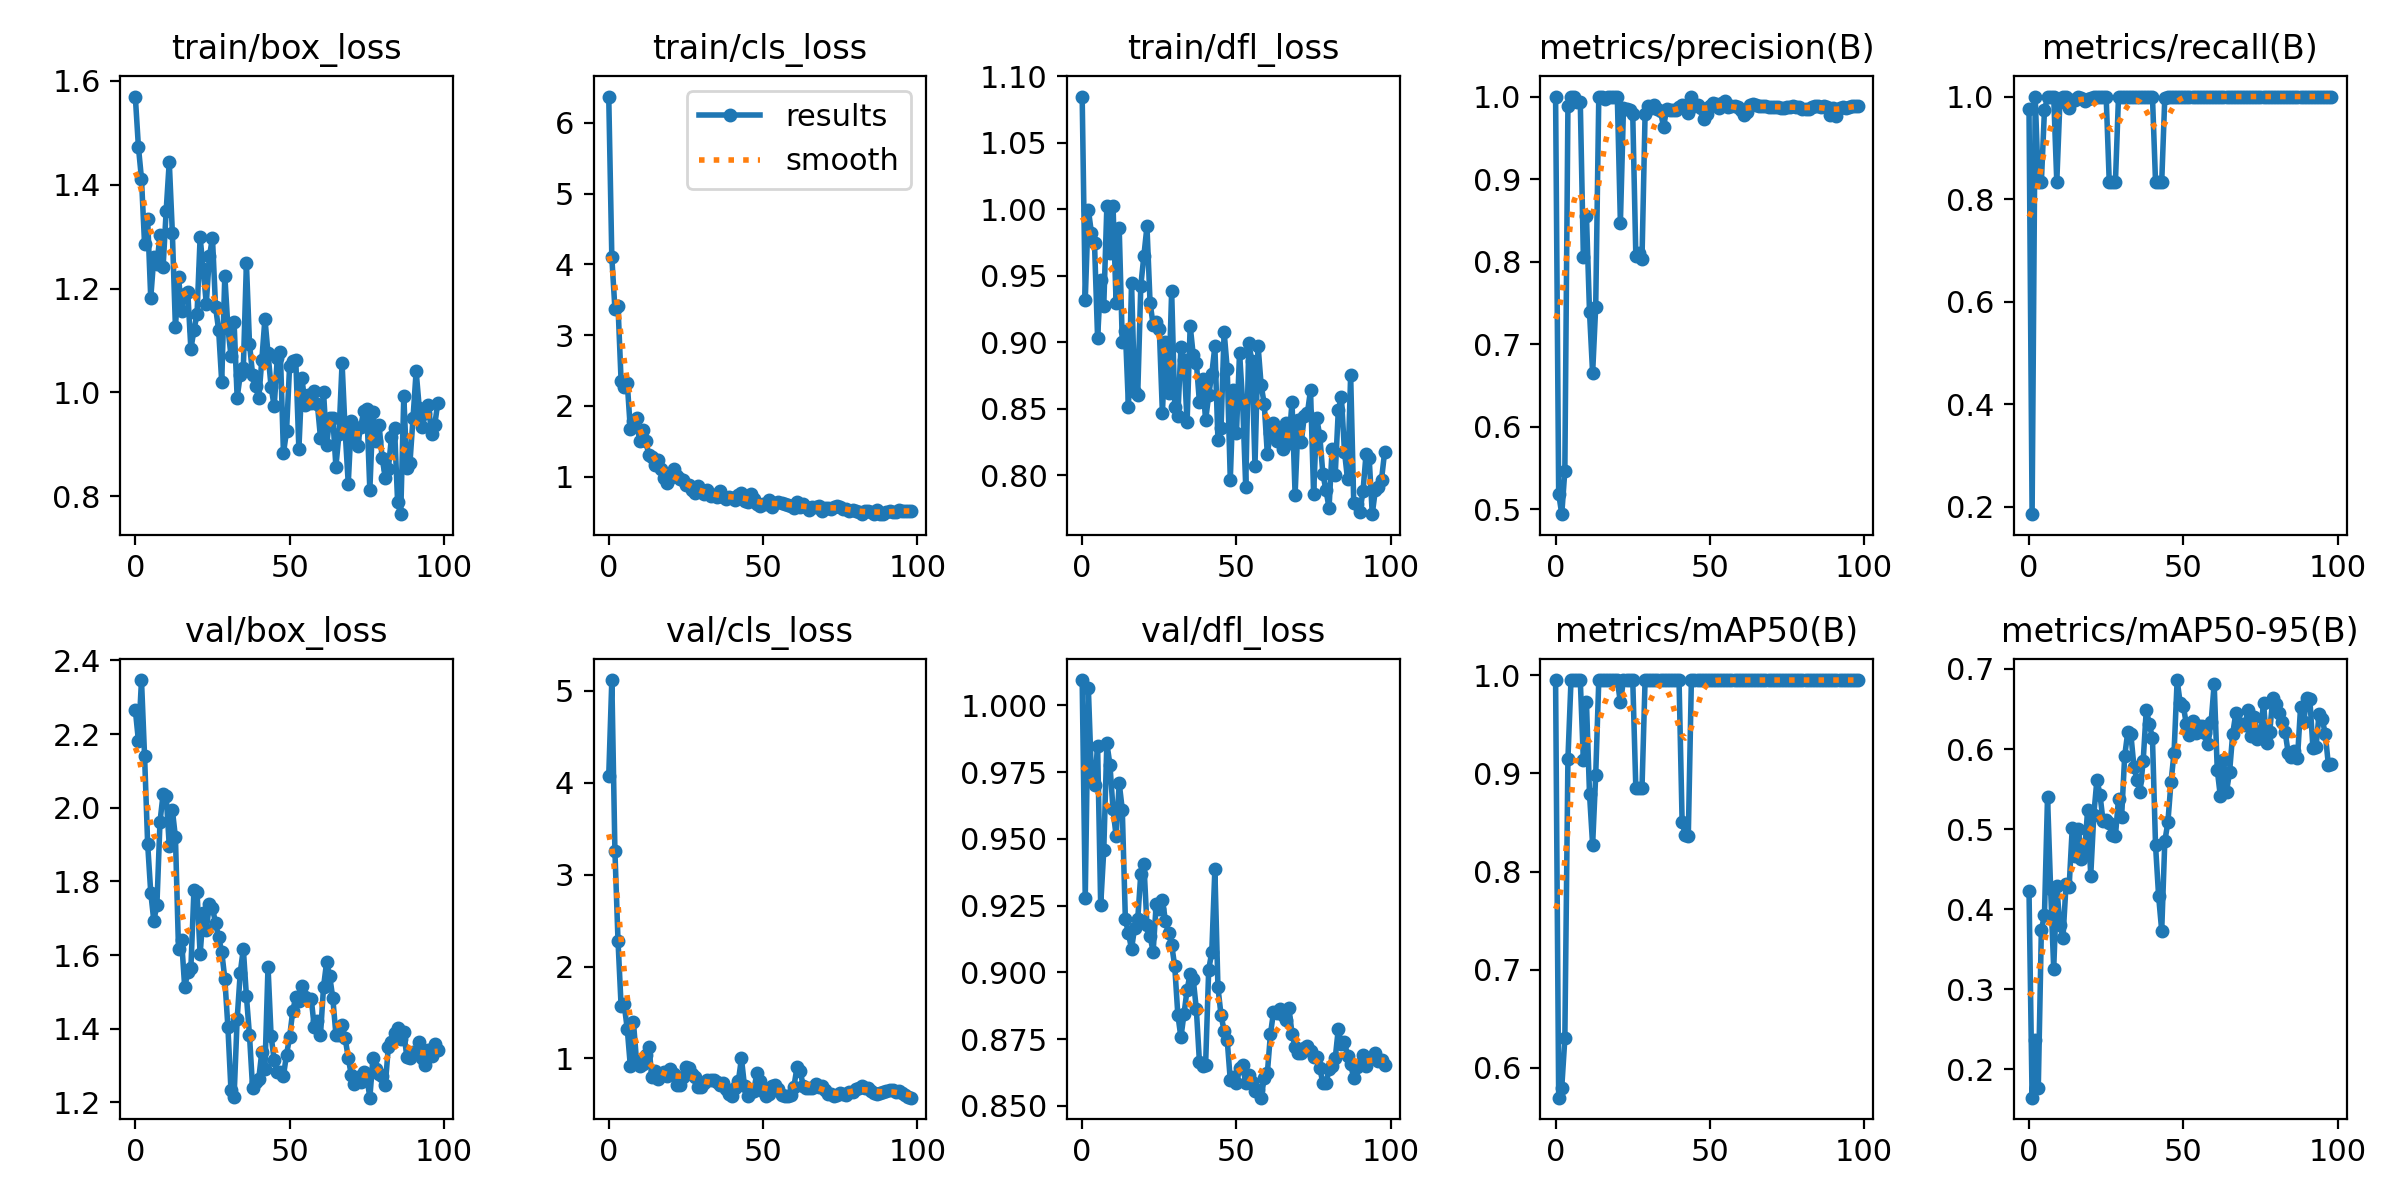 train/box_loss
1.6
1.4
1.2
1.0
0.8
0 50 100
train/cls_loss
results
smooth
6
5
4
3
2
1
0 50 100
train/dfl_loss
1.10
1.05
1.00
0.95
0.90
0.85
0.80
0 50 100
metrics/precision(B)
1.0
0.9
0.8
0.7
0.6
0.5
0 50 100
metrics/recall(B)
1.0
0.8
0.6
0.4
0.2
0 50 100
val/box_loss
2.4
2.2
2.0
1.8
1.6
1.4
1.2
0 50 100
val/cls_loss
5
4
3
2
1
0 50 100
val/dfl_loss
1.000
0.975
0.950
0.925
0.900
0.875
0.850
0 50 100
metrics/mAP50(B)
1.0
0.9
0.8
0.7
0.6
0 50 100
metrics/mAP50-95(B)
0.7
0.6
0.5
0.4
0.3
0.2
0 50 100